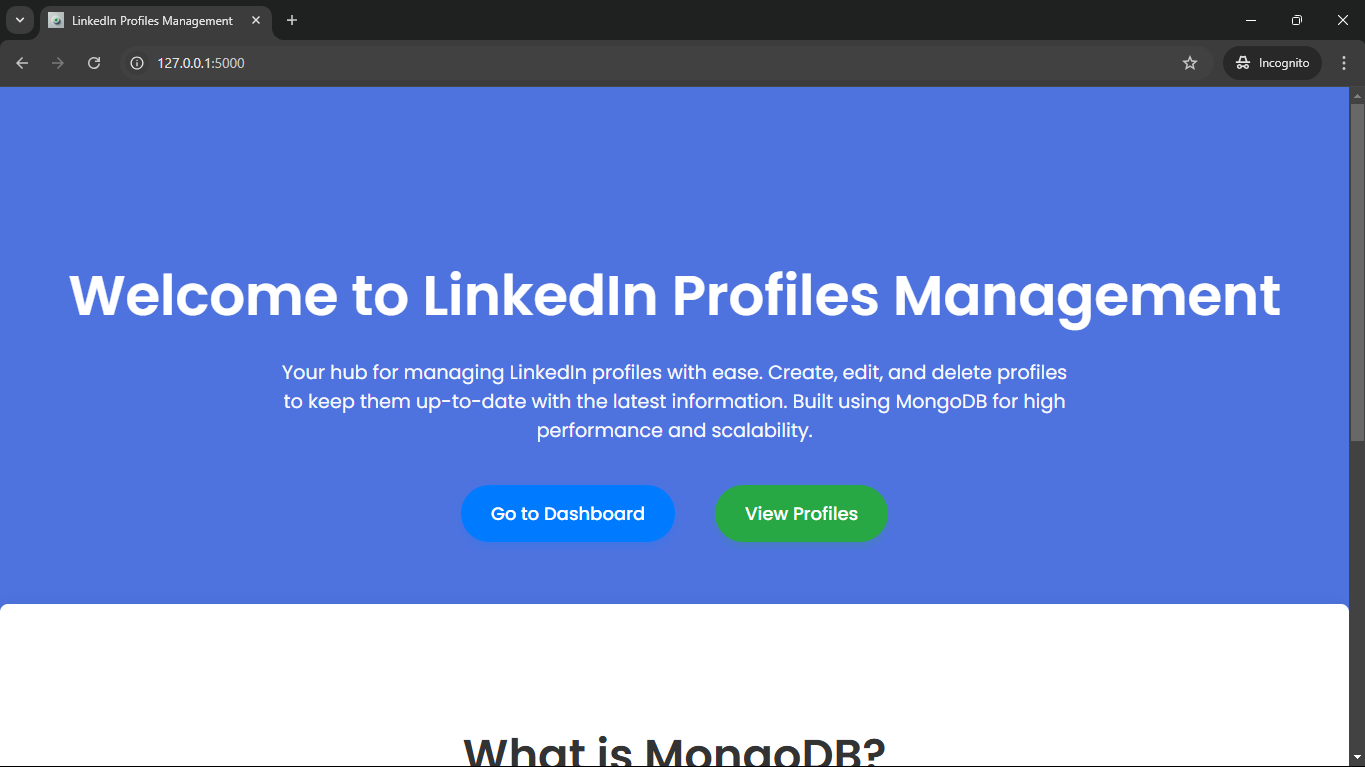 LinkedIn Profiles Management
127.0.0.1:5000
Incognito
Welcome to LinkedIn Profiles Management
Your hub for managing LinkedIn profiles with ease. Create, edit, and delete profiles
to keep them up-to-date with the latest information. Built using MongoDB for high
performance and scalability.
Go to Dashboard
View Profiles
What is MongoDB?